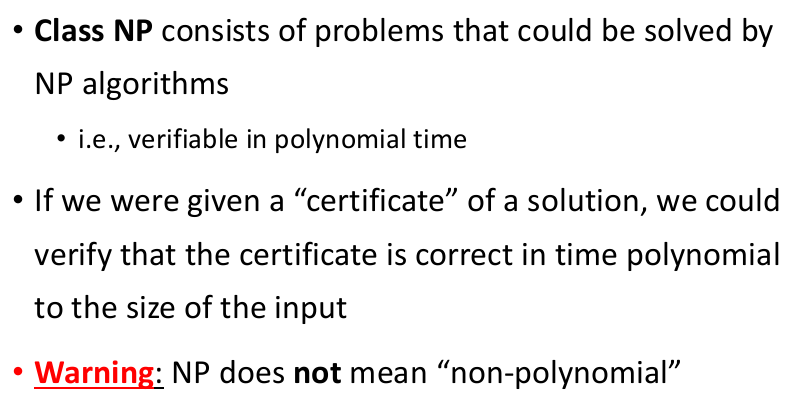 • Class NP consists of problems that could be solved by
NP algorithms
• i.e., verifiable in polynomial time
• If we were given a “certificate” of a solution, we could
verify that the certificate is correct in time polynomial
to the size of the input
• Warning: NP does not mean “non-polynomial”